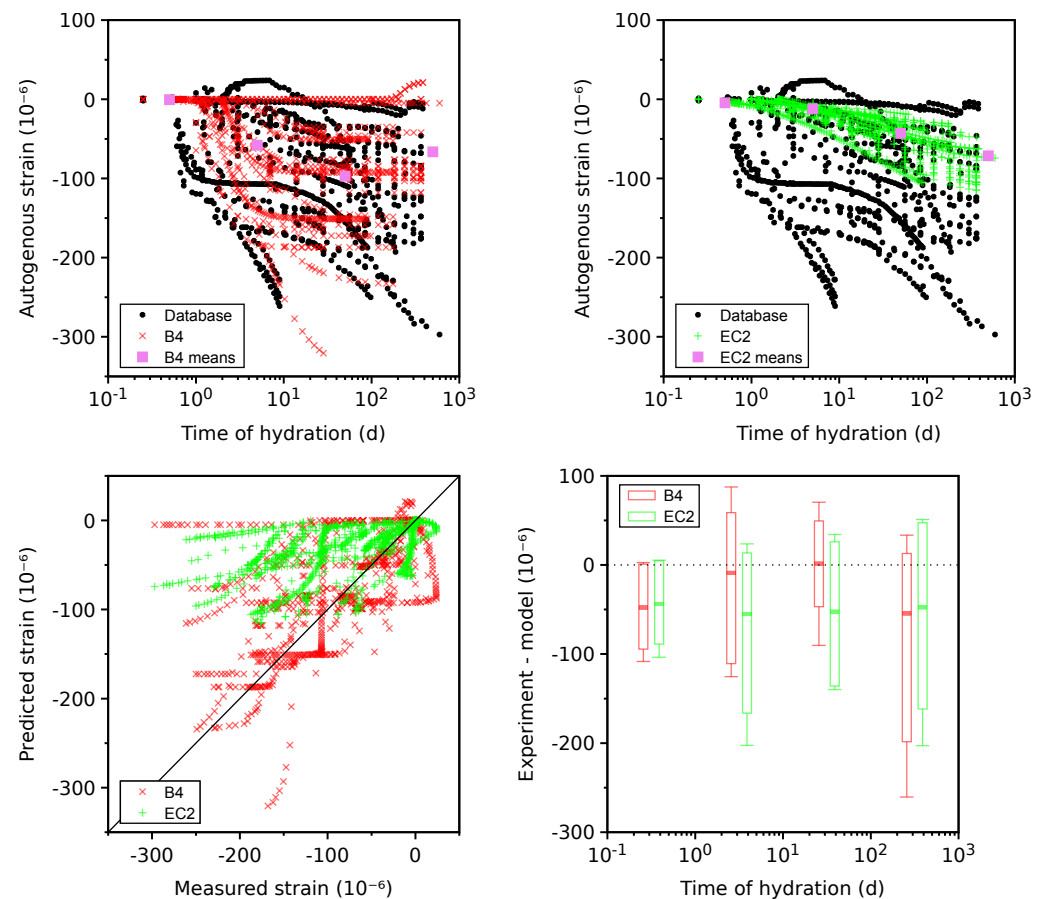 100
0
-100
-200
-300
Autogenous strain (10⁻⁶)
Database
B4
B4 means
10⁻¹
10⁰
10¹
10²
10³
Time of hydration (d)
100
0
-100
-200
-300
Autogenous strain (10⁻⁶)
Database
EC2
EC2 means
10⁻¹
10⁰
10¹
10²
10³
Time of hydration (d)
0
-100
-200
-300
Predicted strain (10⁻⁶)
B4
EC2
-300
-200
-100
0
Measured strain (10⁻⁶)
100
0
-100
-200
-300
Experiment - model (10⁻⁶)
B4
EC2
10⁻¹
10⁰
10¹
10²
10³
Time of hydration (d)